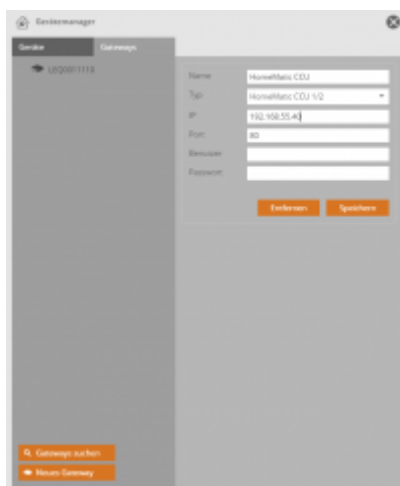 Gerätemanager
Geräte
Gateways
Name
HomeMatic CCU
Typ
HomeMatic CCU 1/2
IP
192.168.55.40
Port
80
Benutzer
Passwort
Entfernen
Speichern
Gateways suchen
Neues Gateway